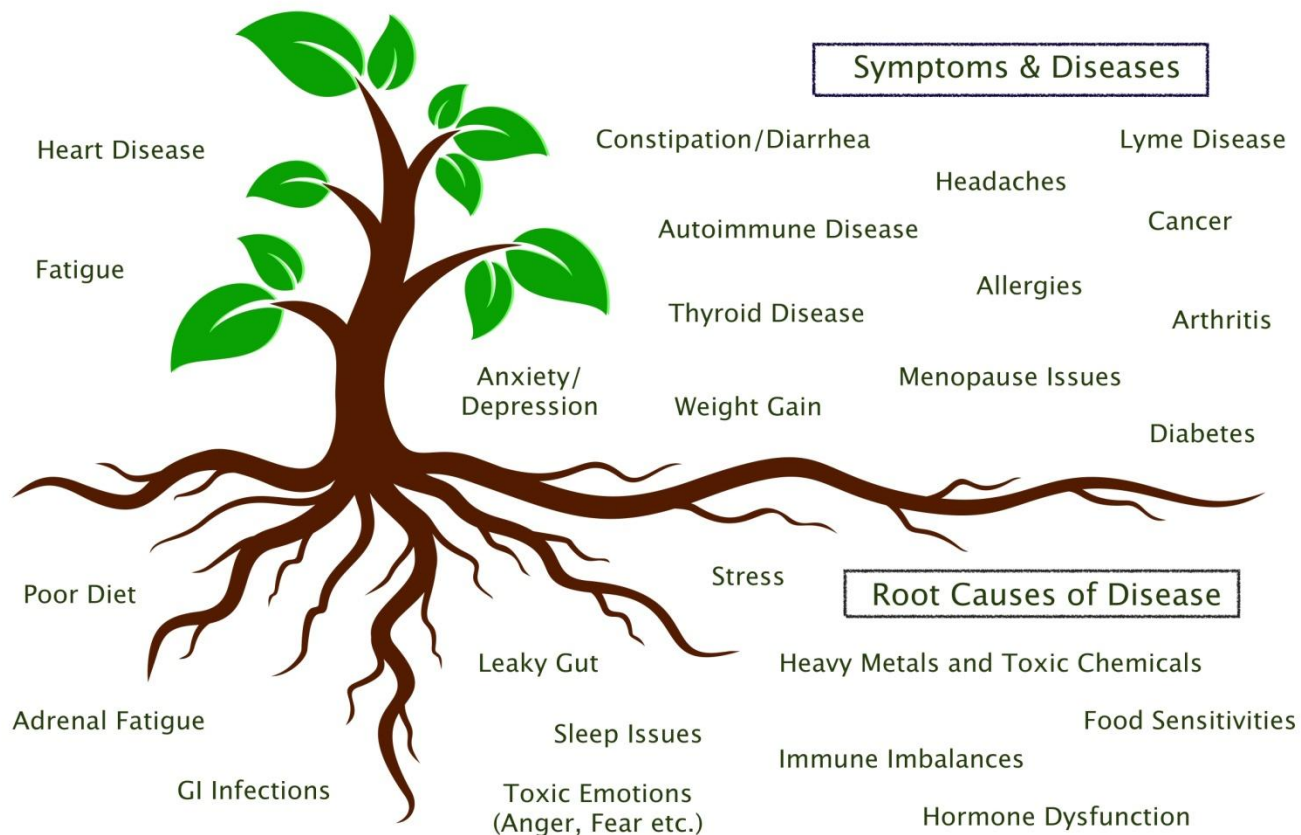 Symptoms & Diseases
Heart Disease
Constipation/Diarrhea
Lyme Disease
Headaches
Autoimmune Disease
Cancer
Fatigue
Allergies
Thyroid Disease
Arthritis
Anxiety/
Depression
Menopause Issues
Weight Gain
Diabetes
Stress
Root Causes of Disease
Poor Diet
Leaky Gut
Heavy Metals and Toxic Chemicals
Adrenal Fatigue
Sleep Issues
Food Sensitivities
Immune Imbalances
GI Infections
Toxic Emotions
(Anger, Fear etc.)
Hormone Dysfunction